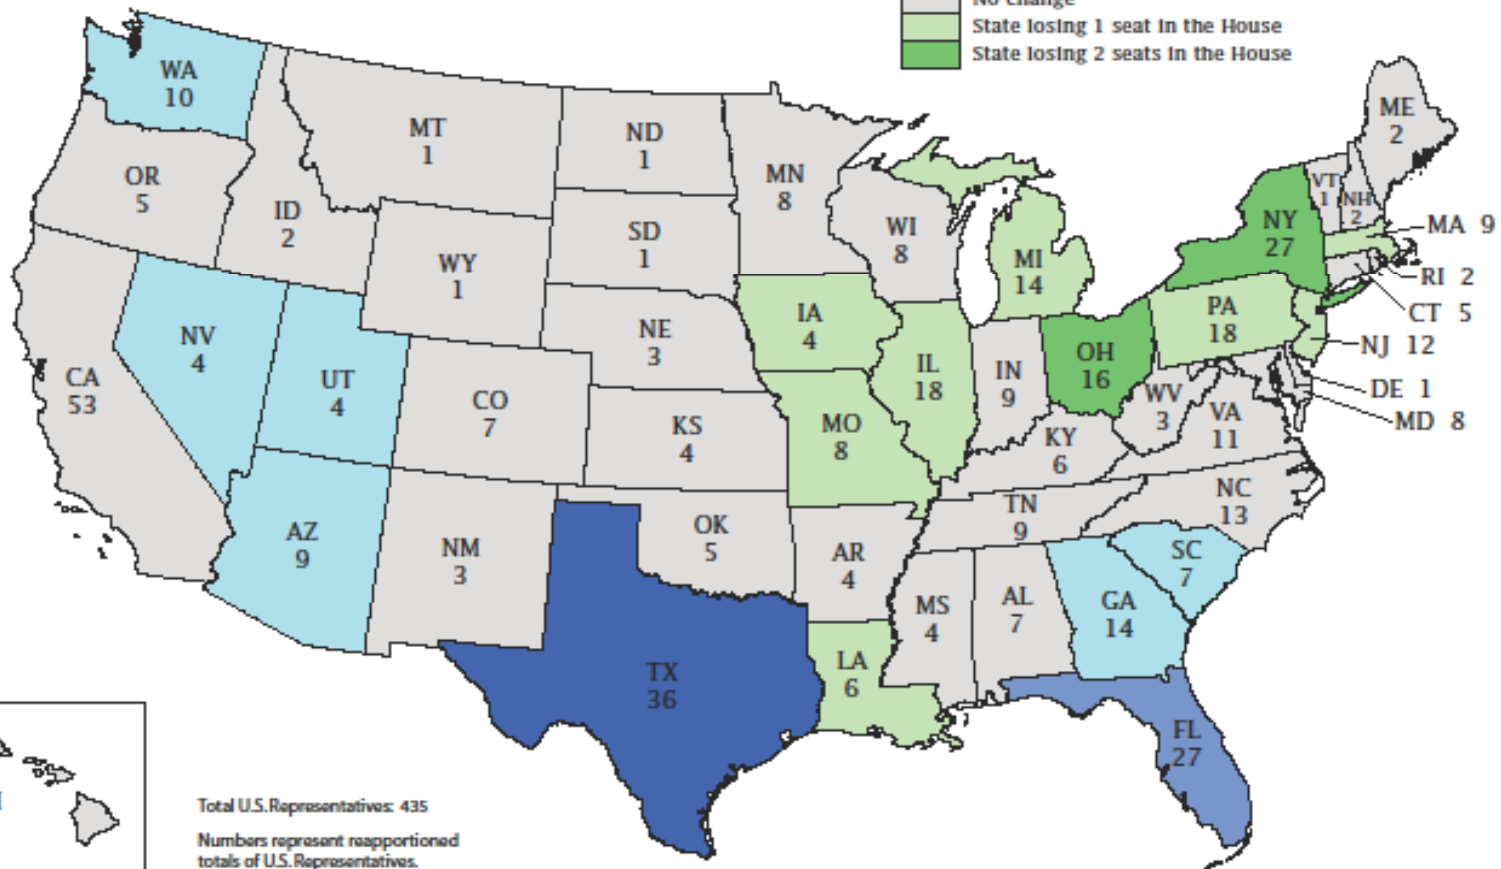 No change
State losing 1 seat in the House
State losing 2 seats in the House
WA
10
MT
1
ND
1
MN
8
ME
2
OR
5
ID
2
SD
1
WI
8
MI
14
VT
1
NH
2
NY
27
MA 9
RI 2
CT 5
NJ 12
DE 1
MD 8
WY
1
NV
4
UT
4
CA
53
CO
7
NE
3
IA
4
IL
18
IN
9
OH
16
PA
18
WV
3
VA
11
KS
4
MO
8
KY
6
NC
13
TN
9
AZ
9
NM
3
OK
5
AR
4
SC
7
MS
4
AL
7
GA
14
TX
36
LA
6
FL
27
Total U.S. Representatives: 435
Numbers represent reapportioned
totals of U.S. Representatives.